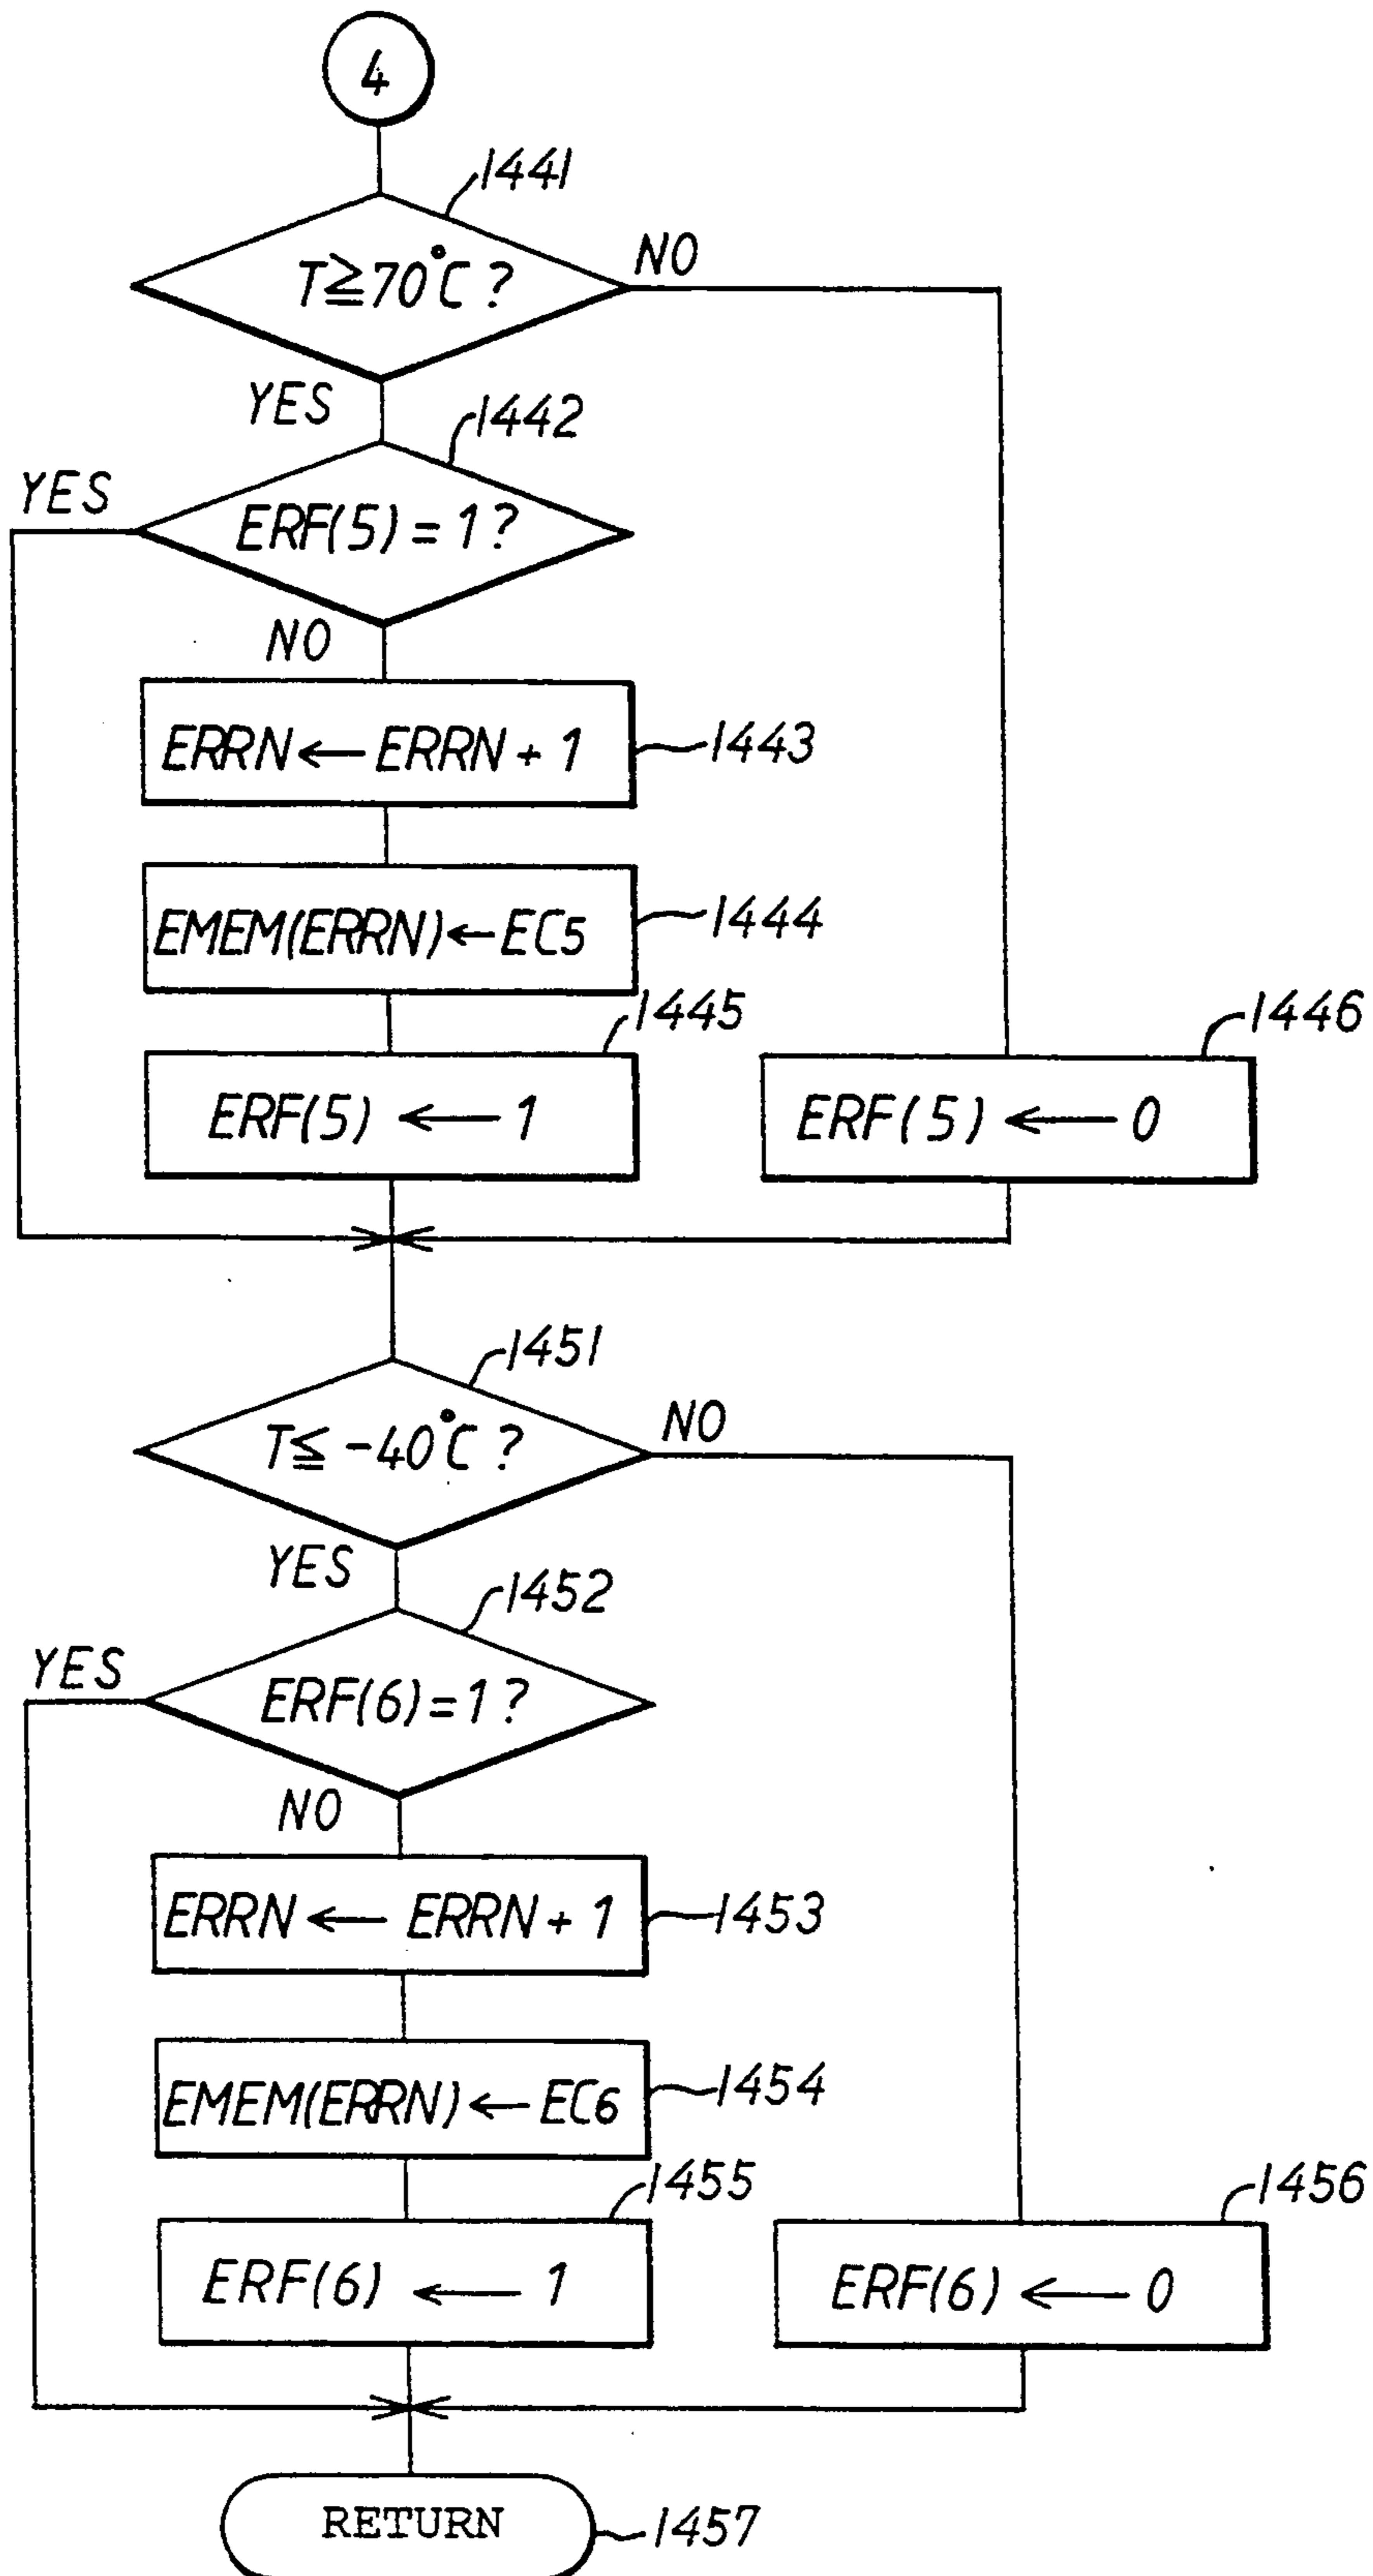 4
1441
T≧70°C?
NO
YES
1442
YES
ERF(5)=1?
NO
ERRN←ERRN+1
1443
EMEM(ERRN)←EC5
1444
1445
ERF(5)←1
1446
ERF(5)←0
1451
T≦-40°C?
NO
YES
1452
YES
ERF(6)=1?
NO
ERRN←ERRN+1
1453
EMEM(ERRN)←EC6
1454
1455
ERF(6)←1
1456
ERF(6)←0
RETURN
1457